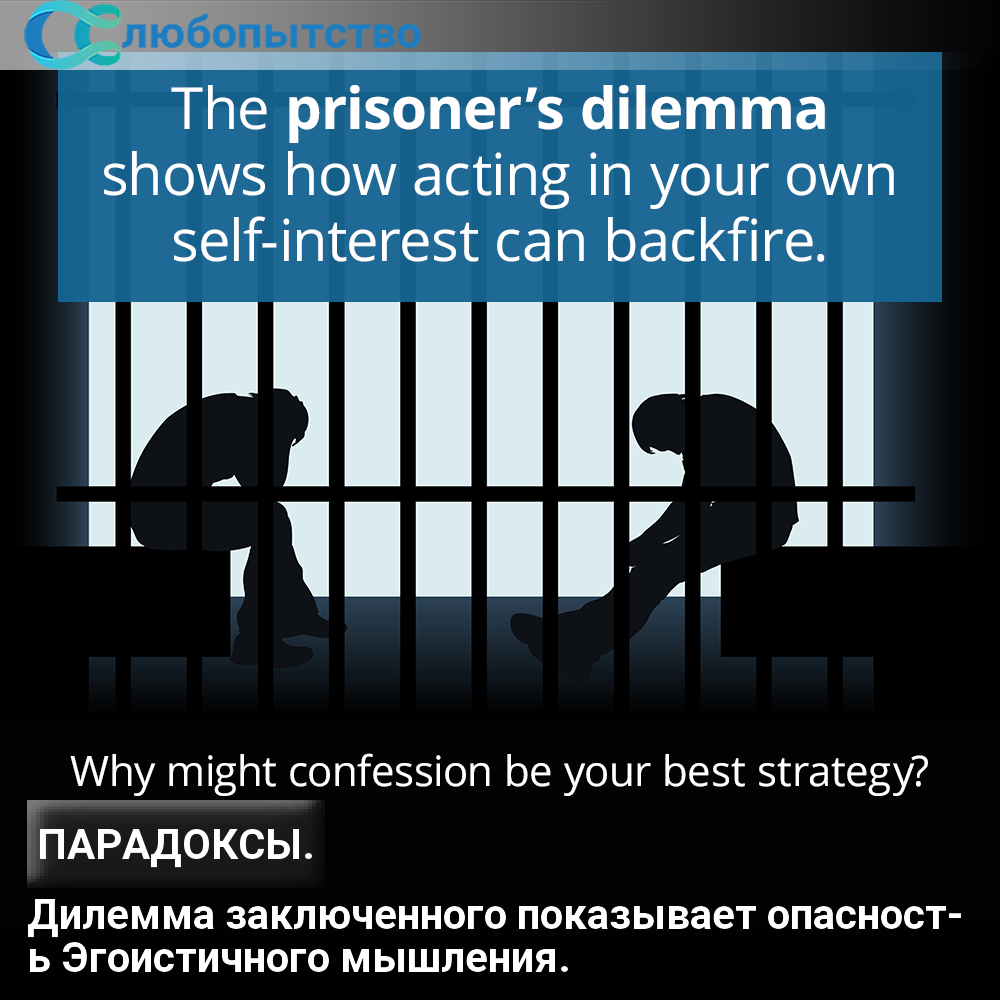 любопытство
The prisoner’s dilemma
shows how acting in your own
self-interest can backfire.
Why might confession be your best strategy?
ПАРАДОКСЫ.
Дилемма заключенного показывает опасност-
ь Эгоистичного мышления.